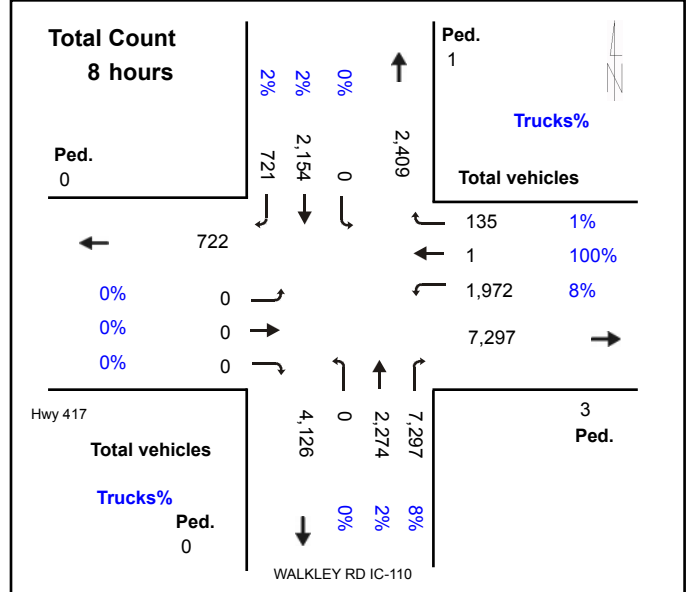 Total Count
8 hours
Ped.
1
N
Trucks%
Total vehicles
2%
2%
0%
721
2,154
0
2,409
Ped.
0
722
135 1%
1 100%
1,972 8%
7,297
0% 0
0% 0
0% 0
Hwy 417
Total vehicles
Trucks%
Ped.
0
4,126
0
2,274
7,297
0%
2%
8%
3
Ped.
WALKLEY RD IC-110